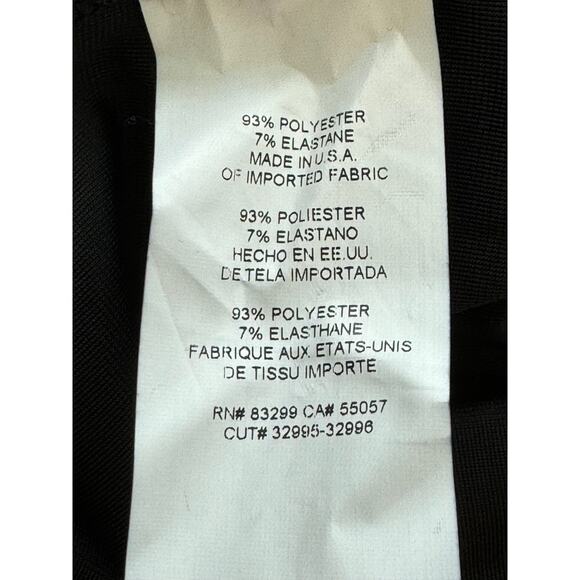 93% POLYESTER
7% ELASTANE
MADE IN U.S.A.
OF IMPORTED FABRIC
93% POLIESTER
7% ELASTANO
HECHO EN EE.UU.
DE TELA IMPORTADA
93% POLYESTER
7% ELASTHANE
FABRIQUE AUX ETATS-UNIS
DE TISSU IMPORTE
RN# 83299 CA# 55057
CUT# 32995-32996